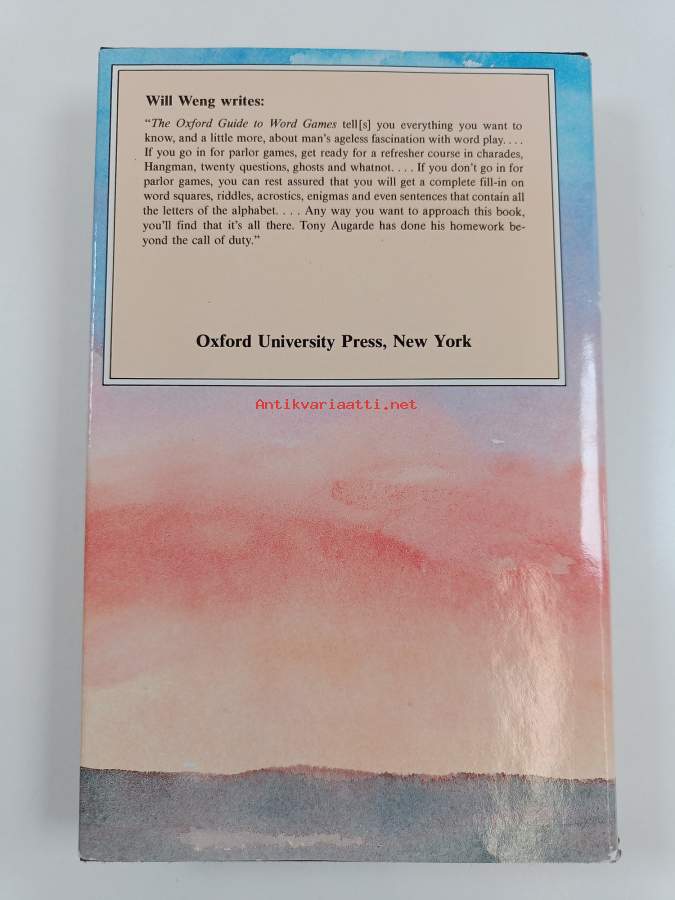 Will Weng writes:
“The Oxford Guide to Word Games tell[s] you everything you want to
know, and a little more, about man’s ageless fascination with word play. . . .
If you go in for parlor games, get ready for a refresher course in charades,
Hangman, twenty questions, ghosts and whatnot. . . . If you don’t go in for
parlor games, you can rest assured that you will get a complete fill-in on
word squares, riddles, acrostics, enigmas and even sentences that contain all
the letters of the alphabet. . . . Any way you want to approach this book,
you’ll find that it’s all there. Tony Augarde has done his homework be-
yond the call of duty.”
Oxford University Press, New York
Antikvariaatti.net